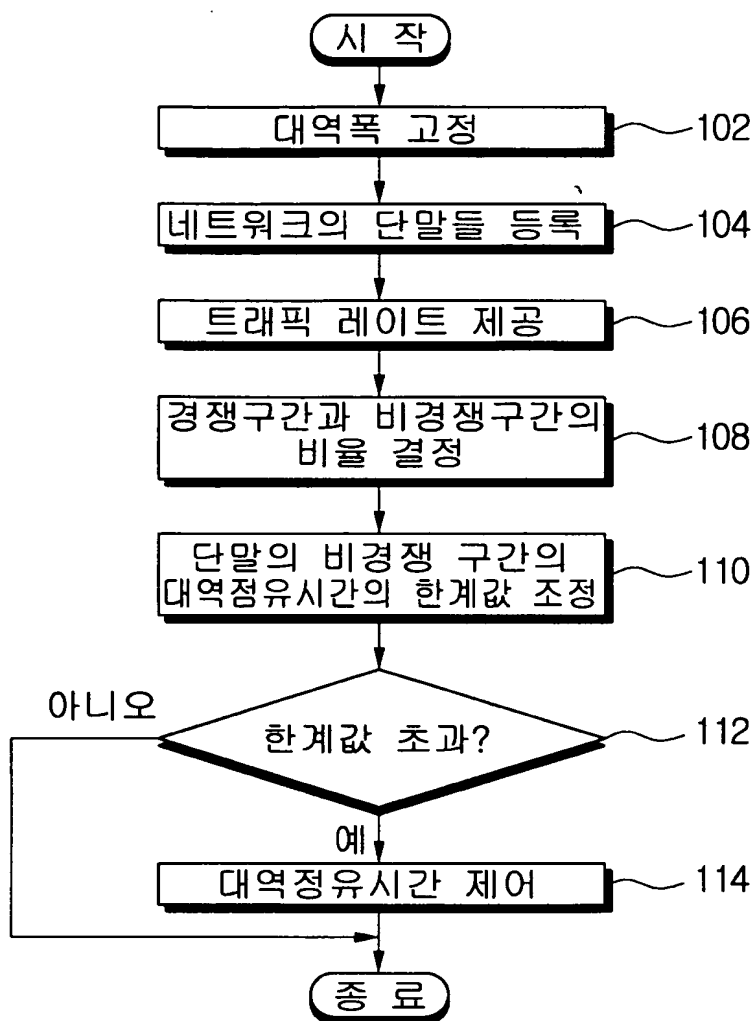 시 작
대역폭 고정
102
네트워크의 단말들 등록
104
트래픽 레이트 제공
106
경쟁구간과 비경쟁구간의
비율 결정
108
단말의 비경쟁 구간의
대역점유시간의 한계값 조정
110
아니오
한계값 초과?
112
예
대역정유시간 제어
114
종 료